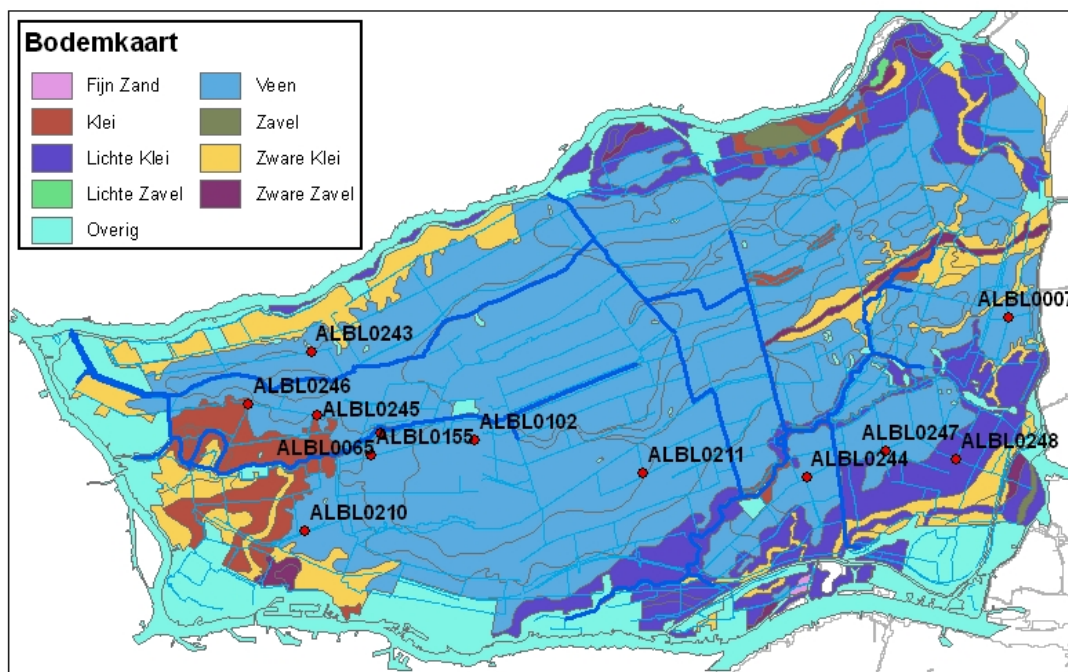 Bodemkaart
Fijn Zand
Veen
Klei
Zavel
Lichte Klei
Zware Klei
Lichte Zavel
Zware Zavel
Overig
ALBL0007
ALBL0243
ALBL0246
ALBL0245
ALBL0155
ALBL0102
ALBL0065
ALBL0211
ALBL0247
ALBL0248
ALBL0244
ALBL0210